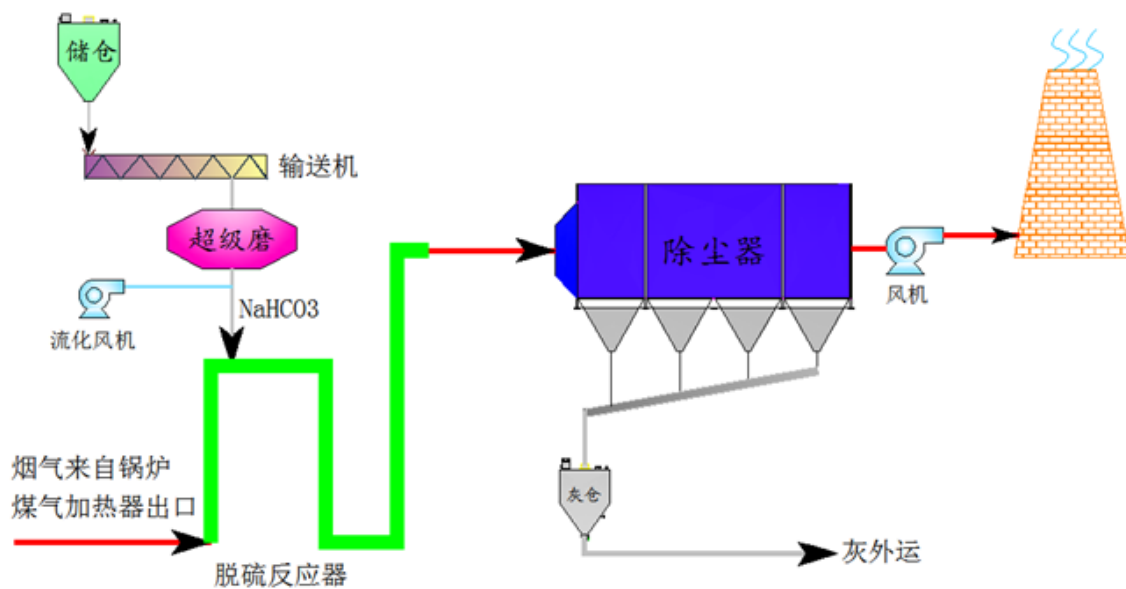 储仓
输送机
超级磨
流化风机
NaHCO3
除尘器
风机
烟气来自锅炉
煤气加热器出口
脱硫反应器
灰仓
灰外运